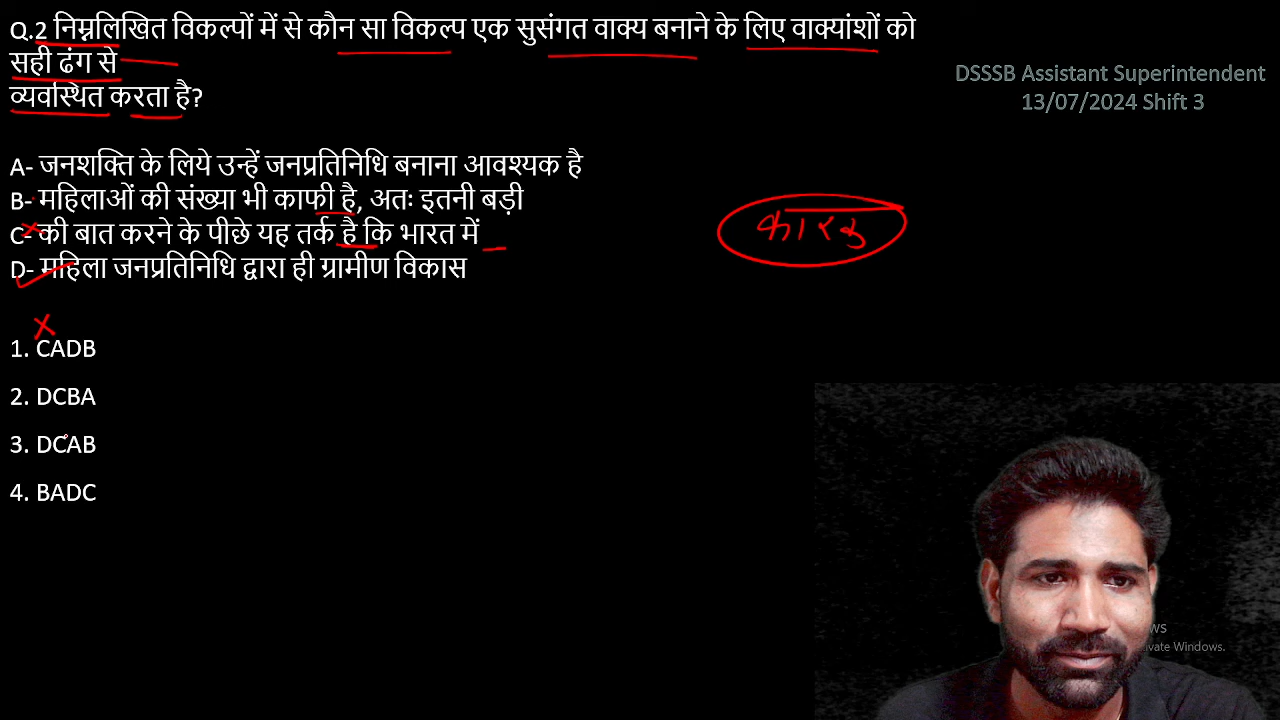 Q.2 निम्नलिखित विकल्पों में से कौन सा विकल्प एक सुसंगत वाक्य बनाने के लिए वाक्यांशों को
सही ढंग से
व्यवस्थित करता है?
DSSSB Assistant Superintendent
13/07/2024 Shift 3
A- जनशक्ति के लिये उन्हें जनप्रतिनिधि बनाना आवश्यक है
B- महिलाओं की संख्या भी काफी है, अतः इतनी बड़ी
C- की बात करने के पीछे यह तर्क है कि भारत में
D- महिला जनप्रतिनिधि द्वारा ही ग्रामीण विकास
कारक
1. CADB
2. DCBA
3. DCAB
4. BADC
Windows.